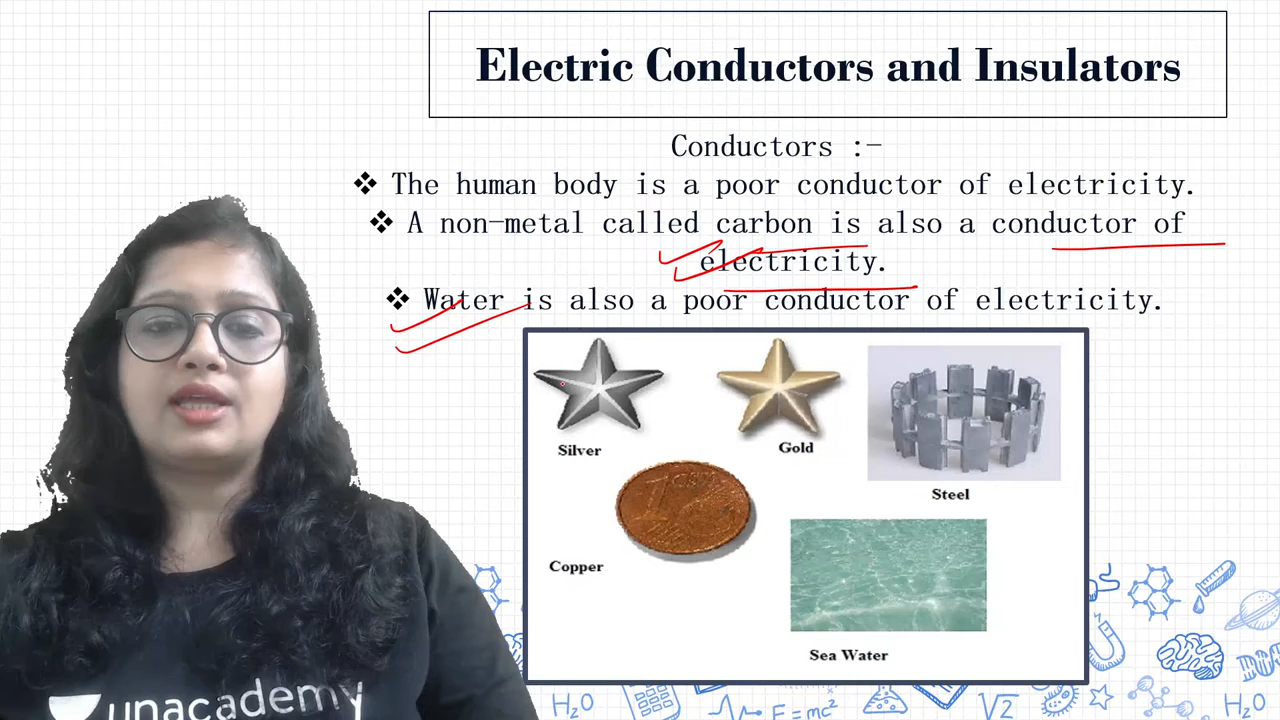 Electric Conductors and Insulators
Conductors :-
❖ The human body is a poor conductor of electricity.
❖ A non-metal called carbon is also a conductor of
electricity.
❖ Water is also a poor conductor of electricity.
Silver
Gold
Steel
1
Copper
Sea Water
unacademy
H₂O
E=mc²
√2
H₂O